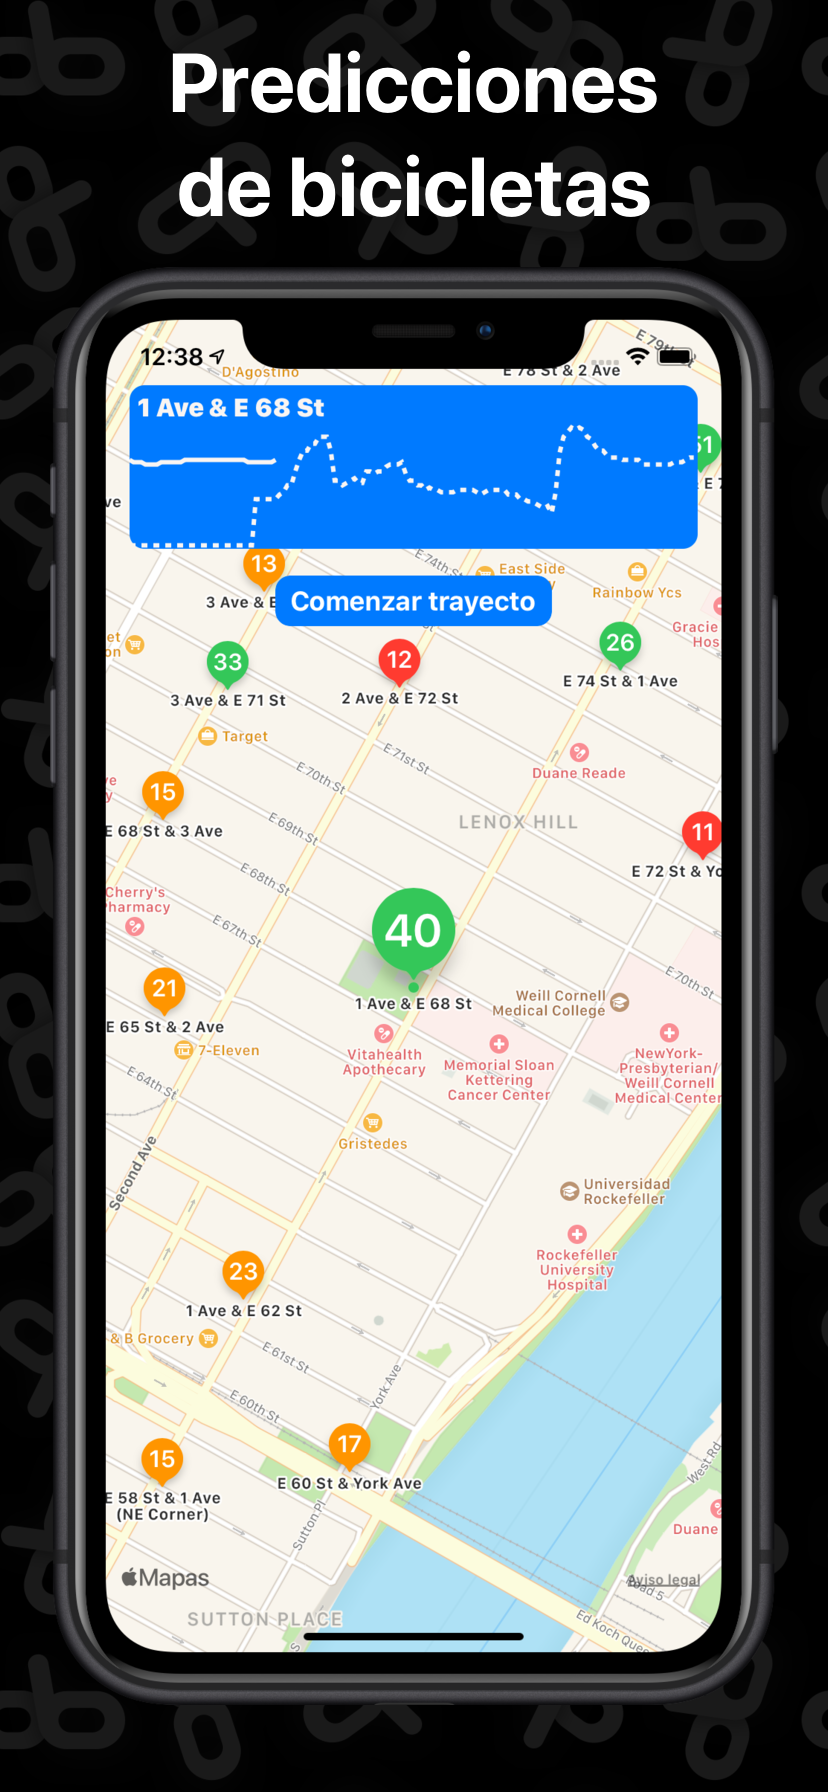 Predicciones
de bicicletas
12:38
E 79th
D'Agostino
E 78 St & 2 Ave
1 Ave & E 68 St
51
ve
E 7
13
3 Ave & E
E 74th St
East Side
Rainbow Ycs
Comenzar trayecto
Gracie
Hos
et
on
33
3 Ave & E 71 St
12
2 Ave & E 72 St
26
E 74 St & 1 Ave
Target
E 71st St
E 70th St
Duane Reade
15
E 68 St & 3 Ave
E 69th St
LENOX HILL
11
E 72 St & Yo
E 68th St
Cherry's
Pharmacy
E 67th St
40
1 Ave & E 68 St
E 70th St
21
E 65 St & 2 Ave
7-Eleven
Weill Cornell
Medical College
Vitahealth
Apothecary
Memorial Sloan
Kettering
Cancer Center
NewYork-
Presbyterian/
Weill Cornell
Medical Center
E 64th St
Gristedes
Second Ave
Universidad
Rockefeller
Rockefeller
University
Hospital
23
1 Ave & E 62 St
& B Grocery
E 61st St
York Ave
E 60th St
17
E 60 St & York Ave
15
E 58 St & 1 Ave
(NE Corner)
Sutton Pl
West Rd
Duane
Mapas
Aviso legal
Road 5
SUTTON PLACE
Ed Koch Quee
S